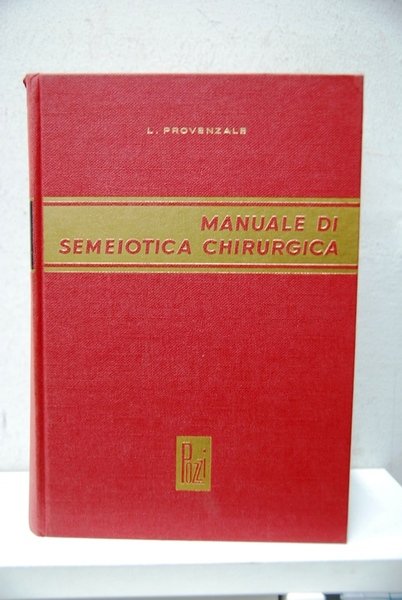 L. PROVENZALE
MANUALE DI
SEMEIOTICA CHIRURGICA
Pozzi